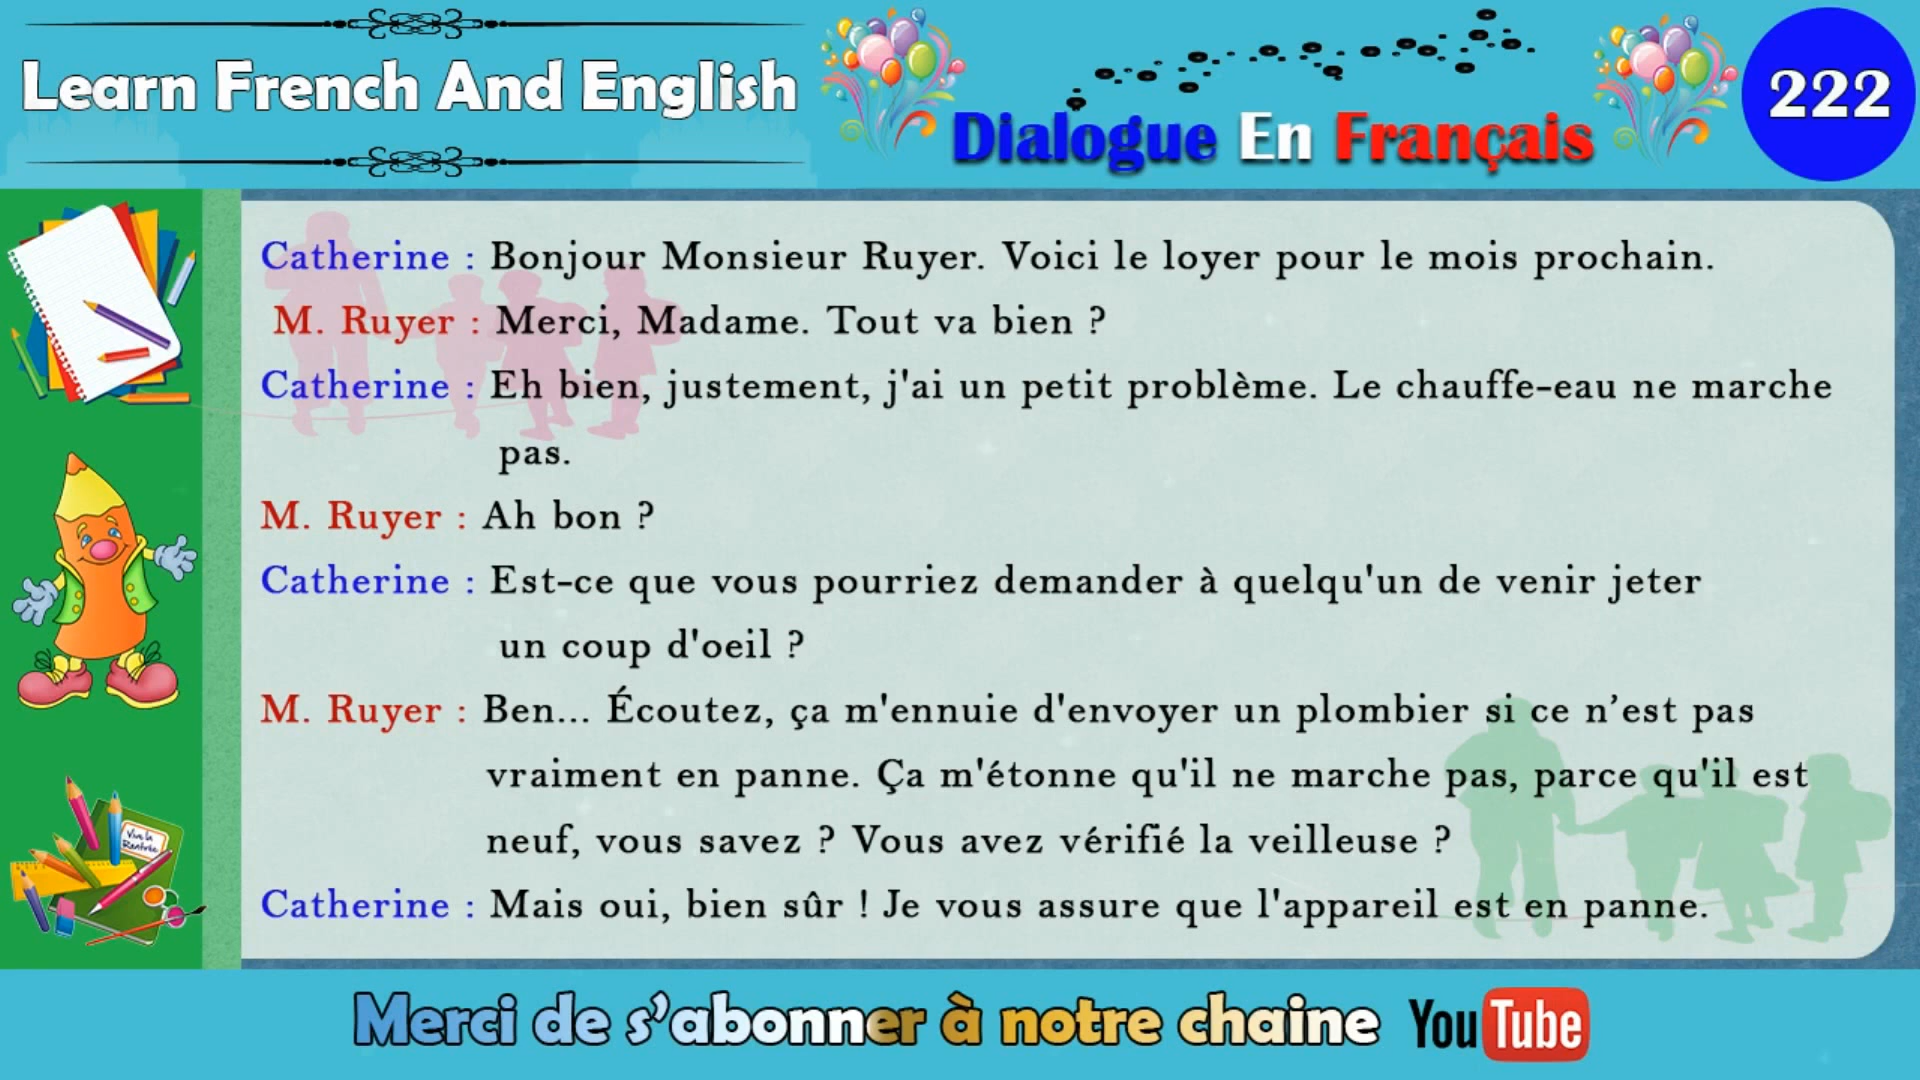 Learn French And English
Dialogue En Français
222
Catherine : Bonjour Monsieur Ruyer. Voici le loyer pour le mois prochain.
M. Ruyer : Merci, Madame. Tout va bien ?
Catherine : Eh bien, justement, j'ai un petit problème. Le chauffe-eau ne marche
pas.
M. Ruyer : Ah bon ?
Catherine : Est-ce que vous pourriez demander à quelqu'un de venir jeter
un coup d'oeil ?
M. Ruyer : Ben... Écoutez, ça m'ennuie d'envoyer un plombier si ce n’est pas
vraiment en panne. Ça m'étonne qu'il ne marche pas, parce qu'il est
neuf, vous savez ? Vous avez vérifié la veilleuse ?
Catherine : Mais oui, bien sûr ! Je vous assure que l'appareil est en panne.
Vive la
Rentrée
Merci de s’abonner à notre chaine YouTube